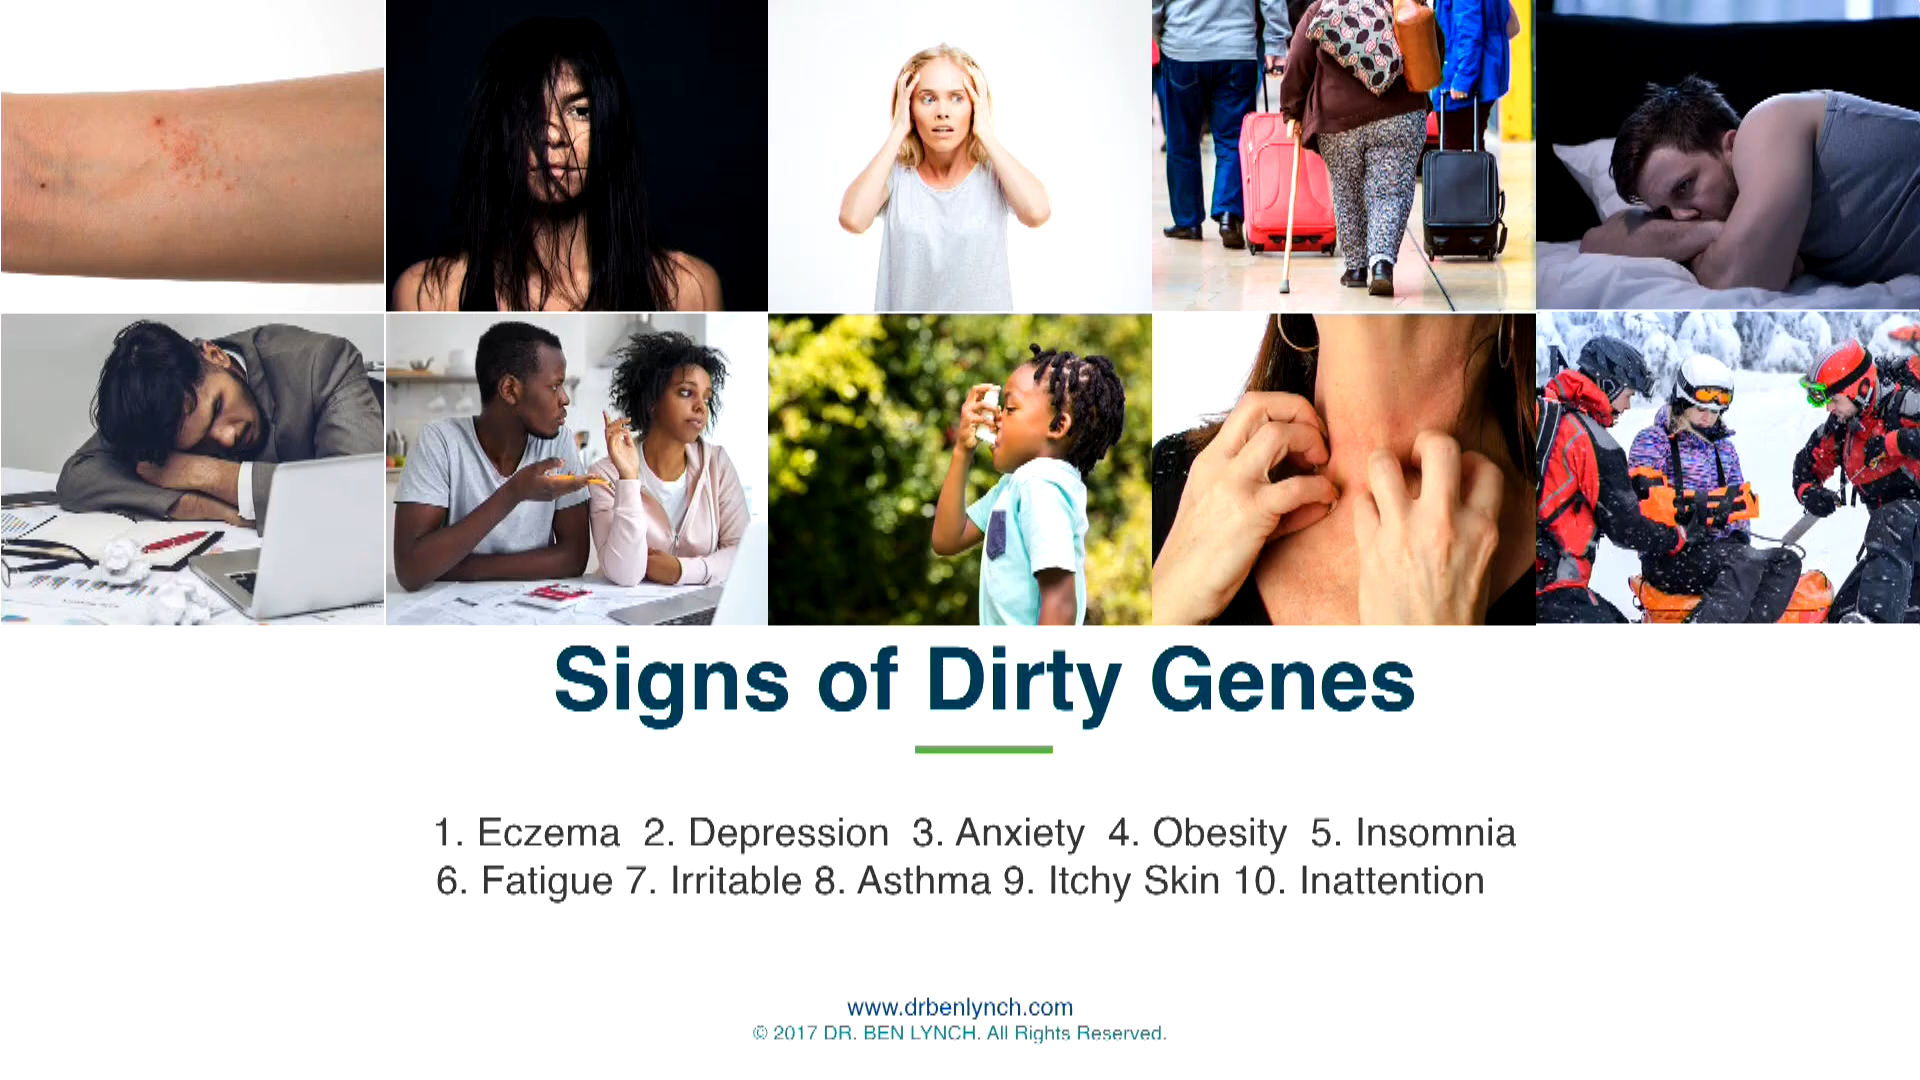 Signs of Dirty Genes
1. Eczema 2. Depression 3. Anxiety 4. Obesity 5. Insomnia
6. Fatigue 7. Irritable 8. Asthma 9. Itchy Skin 10. Inattention
www.drbenlynch.com
© 2017 DR. BEN LYNCH. All Rights Reserved.